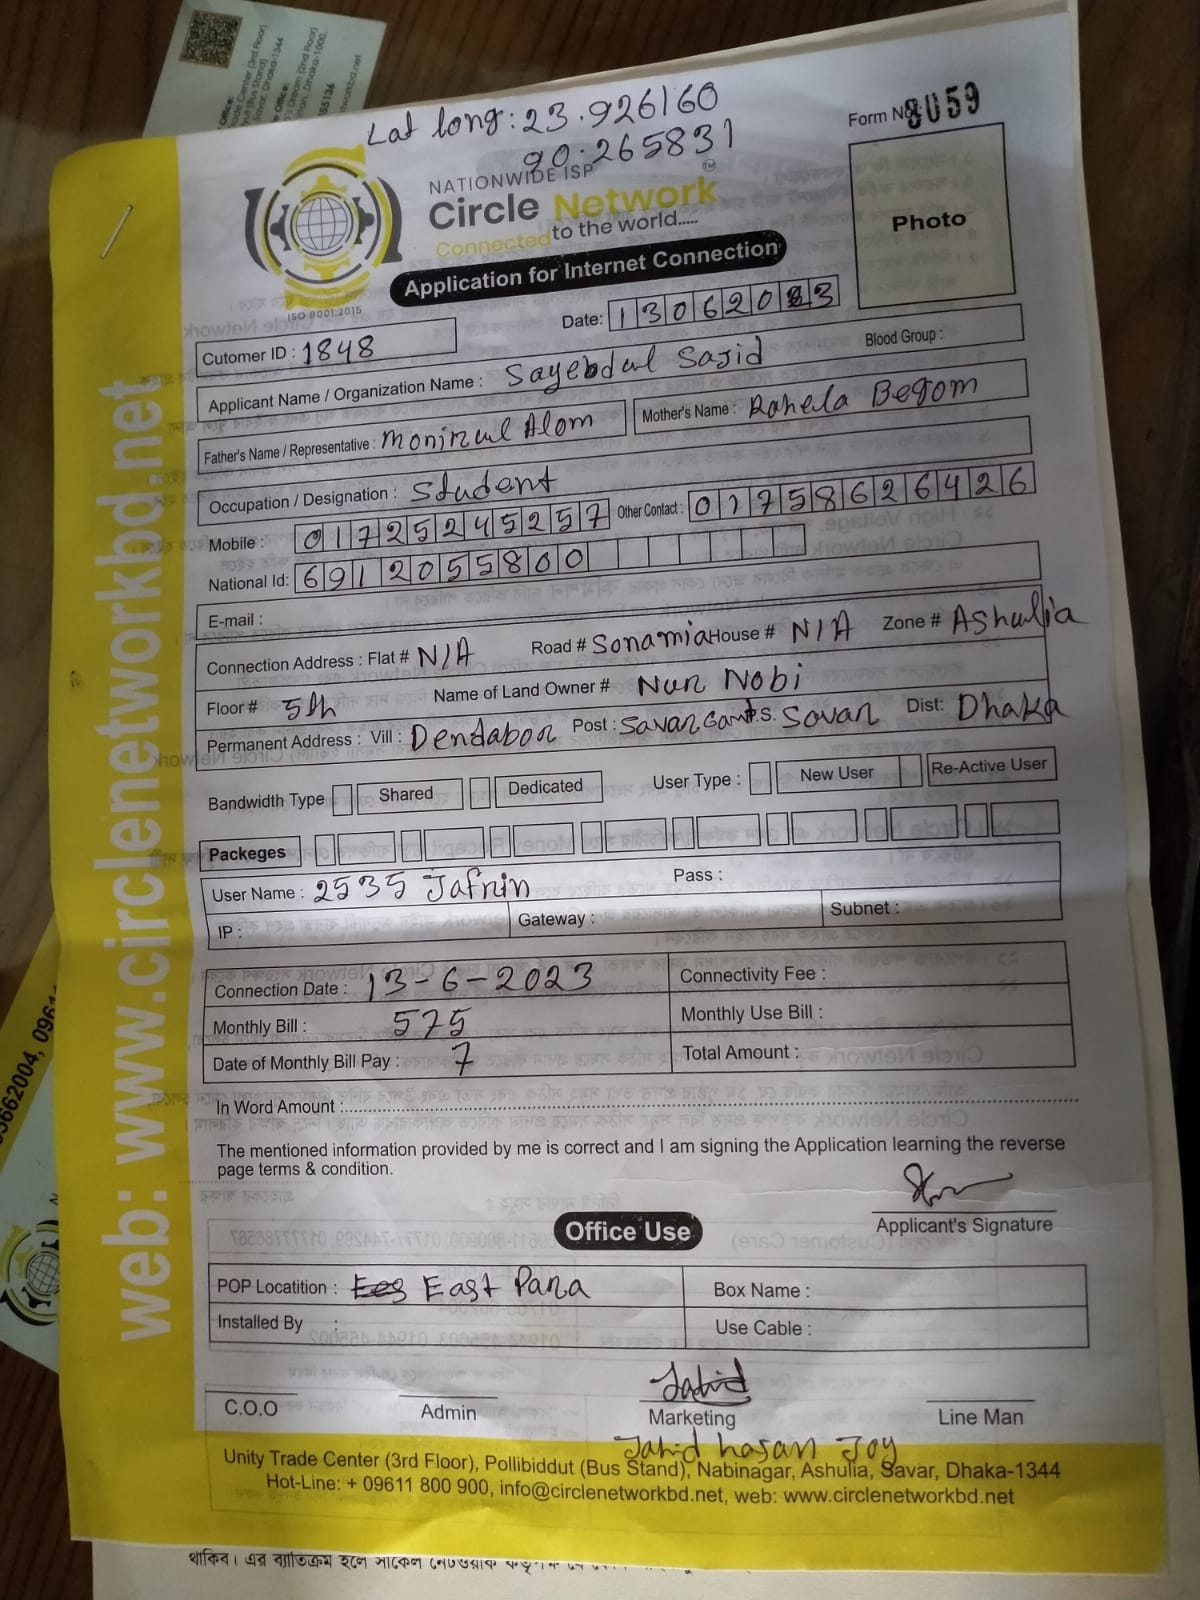 Lat long: 23.926160
90.265831
Form No. 8059
NATIONWIDE ISP
Circle Network
Connected to the world.....
ISO 9001:2015
Application for Internet Connection
Photo
Date: 13062023
Cutomer ID : 1848
Applicant Name / Organization Name : Sayebdul Sajid Blood Group :
Father's Name / Representative : Monirul Alom Mother's Name : Rahela Begom
Occupation / Designation : Student
Mobile : 01725245257 Other Contact : 01758626426
National Id: 6912055800
E-mail :
Connection Address : Flat # N/A Road # Sonamia House # N/A Zone # Ashulia
Floor # 5th Name of Land Owner # Nur Nobi
Permanent Address : Vill : Dendabor Post : Savar Cant P.S. Savar Dist: Dhaka
Bandwidth Type Shared Dedicated User Type : New User Re-Active User
Packeges
User Name : 2535 Jafrin Pass :
IP : Gateway : Subnet :
Connection Date : 13-6-2023 Connectivity Fee :
Monthly Bill : 575 Monthly Use Bill :
Date of Monthly Bill Pay : 7 Total Amount :
In Word Amount :
The mentioned information provided by me is correct and I am signing the Application learning the reverse
page terms & condition.
Applicant's Signature
Office Use
POP Locatition : East Para Box Name :
Installed By : Use Cable :
Jahid
C.O.O Admin Marketing Line Man
Jahid hasan Joy
Unity Trade Center (3rd Floor), Pollibiddut (Bus Stand), Nabinagar, Ashulia, Savar, Dhaka-1344
Hot-Line: + 09611 800 900, info@circlenetworkbd.net, web: www.circlenetworkbd.net
web: www.circlenetworkbd.net